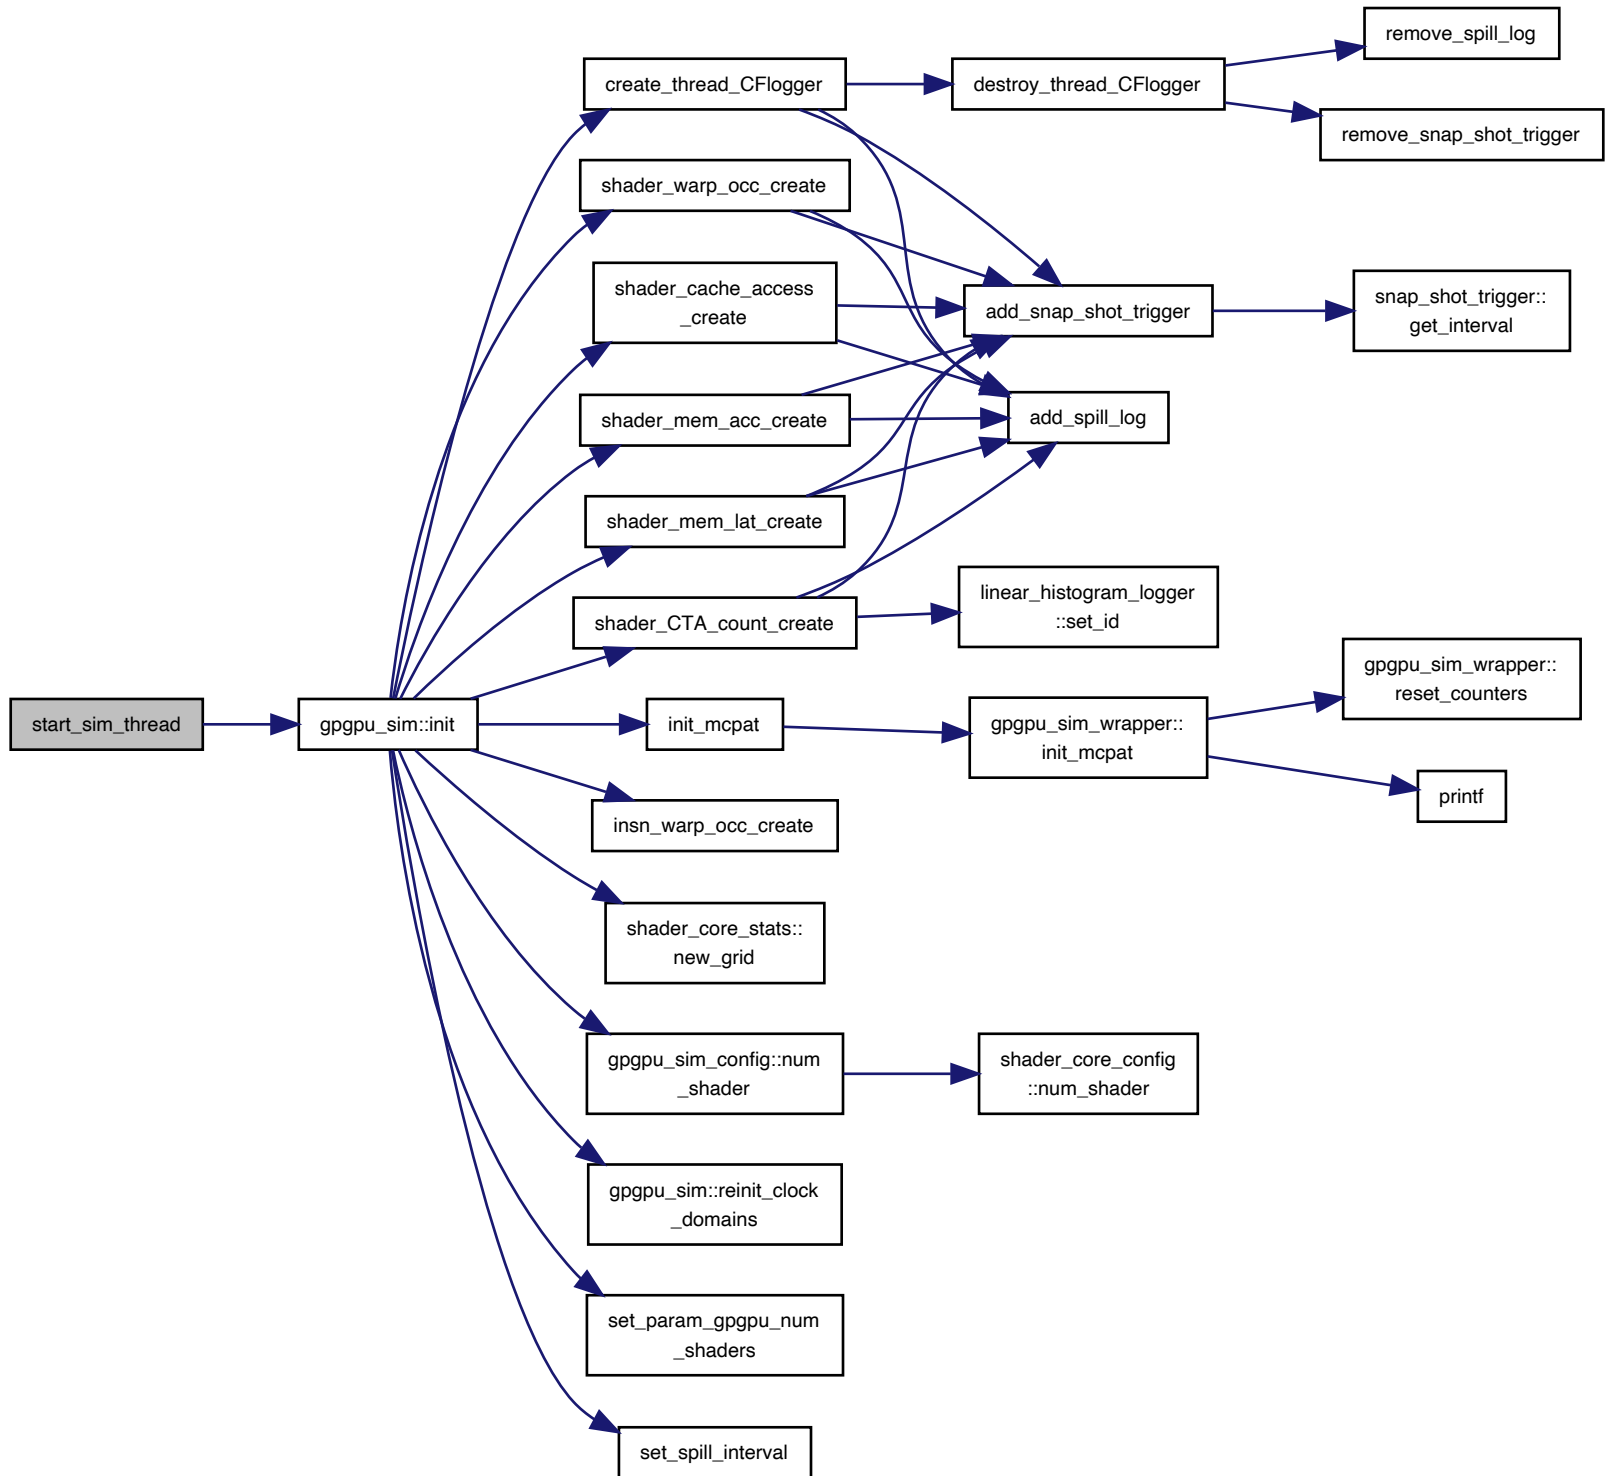 start_sim_thread
gpgpu_sim::init
create_thread_CFlogger
shader_warp_occ_create
shader_cache_access
_create
shader_mem_acc_create
shader_mem_lat_create
shader_CTA_count_create
init_mcpat
insn_warp_occ_create
shader_core_stats::
new_grid
gpgpu_sim_config::num
_shader
gpgpu_sim::reinit_clock
_domains
set_param_gpgpu_num
_shaders
set_spill_interval
destroy_thread_CFlogger
add_snap_shot_trigger
add_spill_log
linear_histogram_logger
::set_id
gpgpu_sim_wrapper::
init_mcpat
shader_core_config
::num_shader
remove_spill_log
remove_snap_shot_trigger
snap_shot_trigger::
get_interval
gpgpu_sim_wrapper::
reset_counters
printf